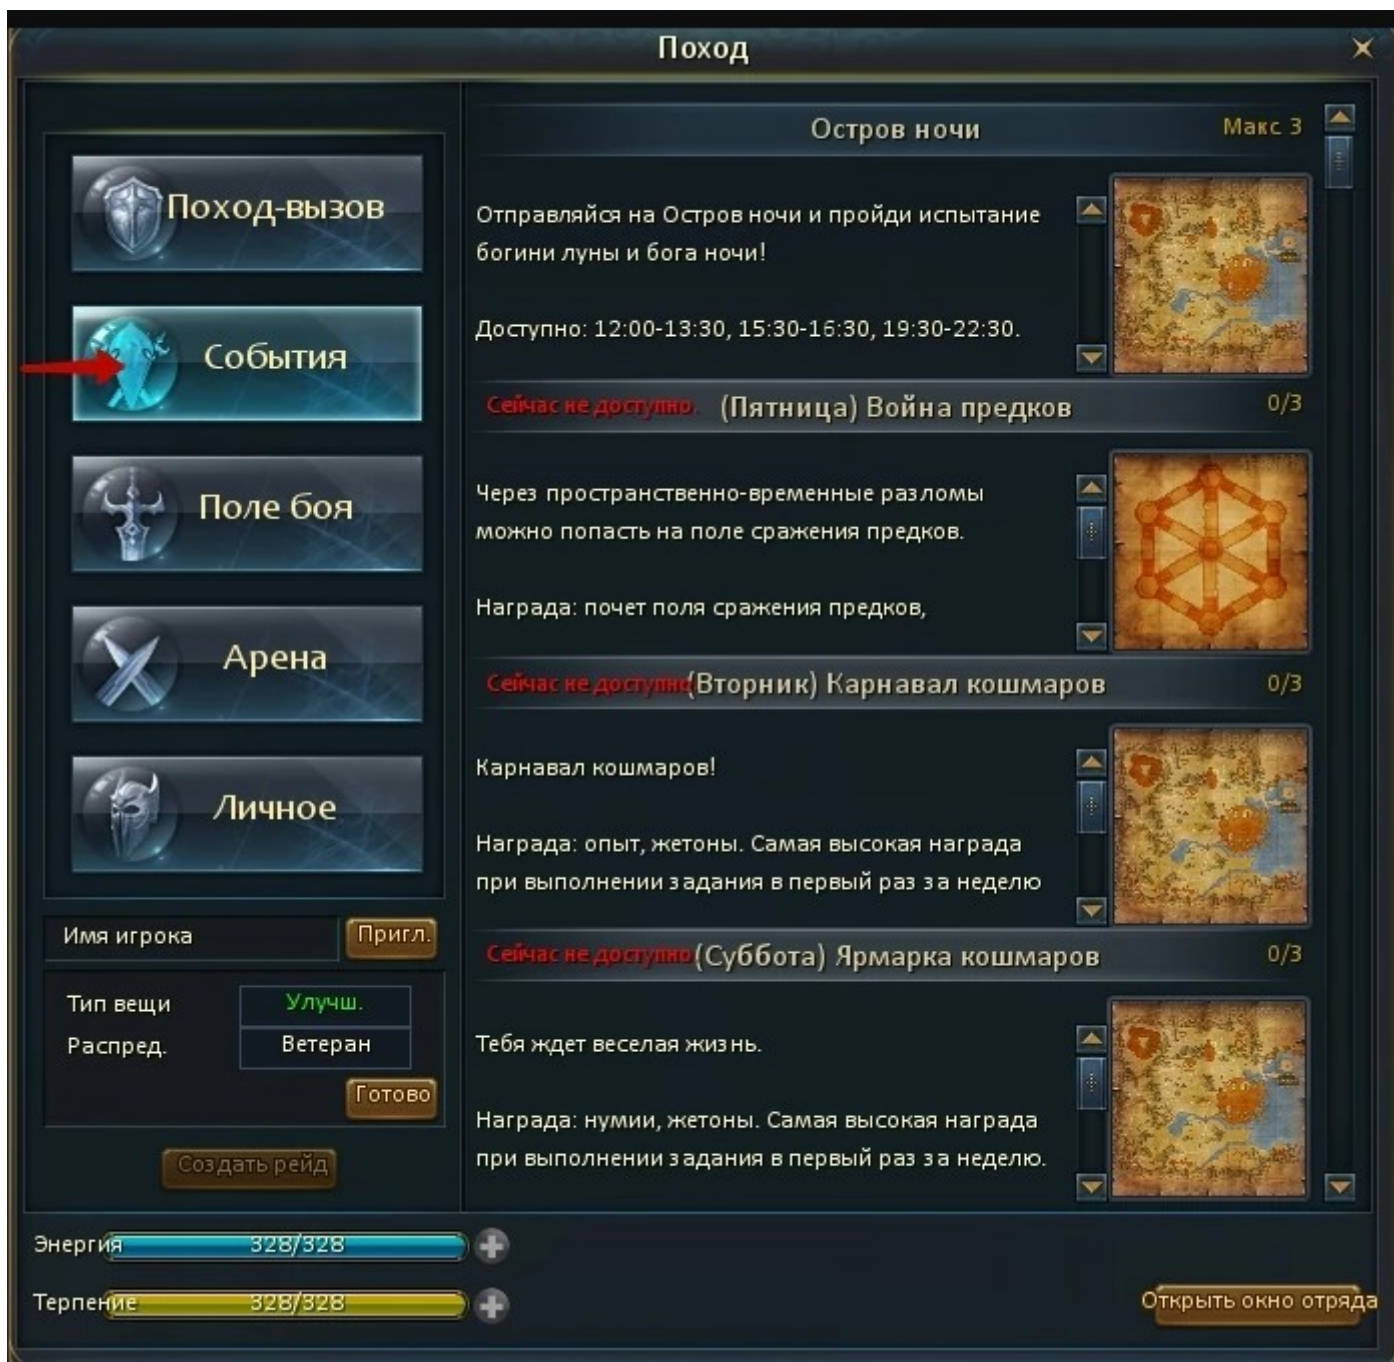 Поход
Поход-вызов
События
Поле боя
Арена
Личное
Имя игрока
Пригл.
Тип вещи
Улучш.
Распред.
Ветеран
Готово
Создать рейд
Остров ночи
Макс 3
Отправляйся на Остров ночи и пройди испытание
богини луны и бога ночи!
Доступно: 12:00-13:30, 15:30-16:30, 19:30-22:30.
Сейчас не доступно. (Пятница) Война предков 0/3
Через пространственно-временные разломы
можно попасть на поле сражения предков.
Награда: почет поля сражения предков,
Сейчас не доступно (Вторник) Карнавал кошмаров 0/3
Карнавал кошмаров!
Награда: опыт, жетоны. Самая высокая награда
при выполнении задания в первый раз за неделю
Сейчас не доступно (Суббота) Ярмарка кошмаров 0/3
Тебя ждет веселая жизнь.
Награда: нумии, жетоны. Самая высокая награда
при выполнении задания в первый раз за неделю.
Энергия 328/328
Терпение 328/328
Открыть окно отряда